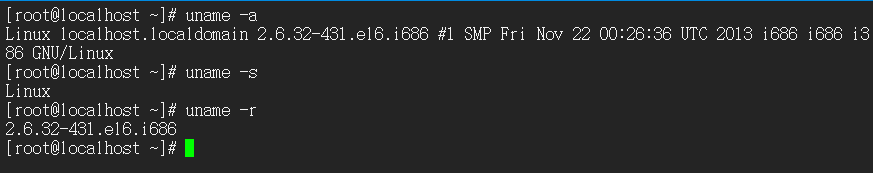 [root@localhost ~]# uname -a
Linux localhost.localdomain 2.6.32-431.el6.i686 #1 SMP Fri Nov 22 00:26:36 UTC 2013 i686 i686 i3
86 GNU/Linux
[root@localhost ~]# uname -s
Linux
[root@localhost ~]# uname -r
2.6.32-431.el6.i686
[root@localhost ~]#